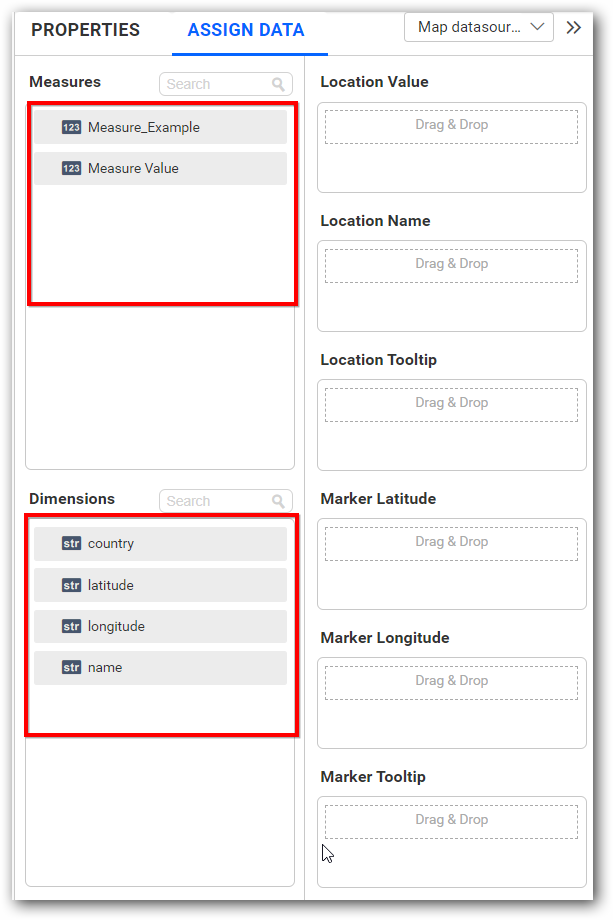 PROPERTIES
ASSIGN DATA
Map datasour...
Measures
Search
123 Measure_Example
123 Measure Value
Dimensions
Search
str country
str latitude
str longitude
str name
Location Value
Drag & Drop
Location Name
Drag & Drop
Location Tooltip
Drag & Drop
Marker Latitude
Drag & Drop
Marker Longitude
Drag & Drop
Marker Tooltip
Drag & Drop